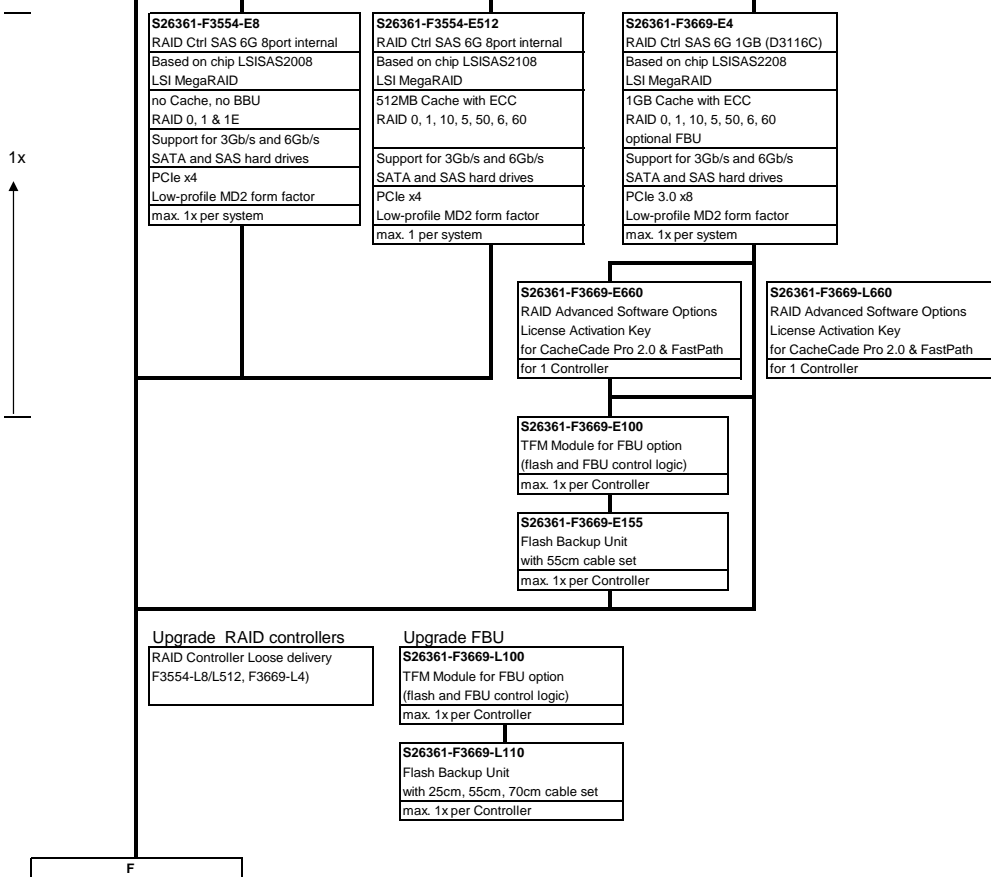 S26361-F3554-E8
RAID Ctrl SAS 6G 8port internal
Based on chip LSISAS2008
LSI MegaRAID
no Cache, no BBU
RAID 0, 1 & 1E
Support for 3Gb/s and 6Gb/s
SATA and SAS hard drives
PCIe x4
Low-profile MD2 form factor
max. 1x per system
S26361-F3554-E512
RAID Ctrl SAS 6G 8port internal
Based on chip LSISAS2108
LSI MegaRAID
512MB Cache with ECC
RAID 0, 1, 10, 5, 50, 6, 60
Support for 3Gb/s and 6Gb/s
SATA and SAS hard drives
PCIe x4
Low-profile MD2 form factor
max. 1 per system
S26361-F3669-E4
RAID Ctrl SAS 6G 1GB (D3116C)
Based on chip LSISAS2208
LSI MegaRAID
1GB Cache with ECC
RAID 0, 1, 10, 5, 50, 6, 60
optional FBU
Support for 3Gb/s and 6Gb/s
SATA and SAS hard drives
PCIe 3.0 x8
Low-profile MD2 form factor
max. 1x per system
1x
S26361-F3669-E660
RAID Advanced Software Options
License Activation Key
for CacheCade Pro 2.0 & FastPath
for 1 Controller
S26361-F3669-L660
RAID Advanced Software Options
License Activation Key
for CacheCade Pro 2.0 & FastPath
for 1 Controller
S26361-F3669-E100
TFM Module for FBU option
(flash and FBU control logic)
max. 1x per Controller
S26361-F3669-E155
Flash Backup Unit
with 55cm cable set
max. 1x per Controller
Upgrade RAID controllers
RAID Controller Loose delivery
F3554-L8/L512, F3669-L4)
Upgrade FBU
S26361-F3669-L100
TFM Module for FBU option
(flash and FBU control logic)
max. 1x per Controller
S26361-F3669-L110
Flash Backup Unit
with 25cm, 55cm, 70cm cable set
max. 1x per Controller
F